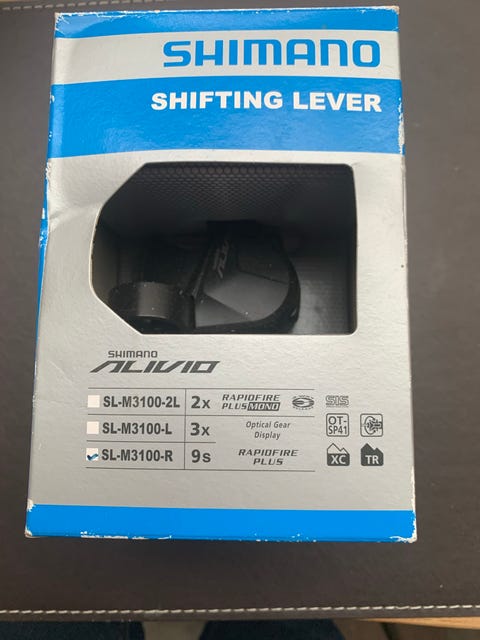 SHIMANO
SHIFTING LEVER
ALIVIO
SHIMANO
ALIVIO
SL-M3100-2L 2x RAPIDFIRE PLUS MONO SIS
SL-M3100-L 3x Optical Gear Display OT-SP41
SL-M3100-R 9s RAPIDFIRE PLUS XC TR